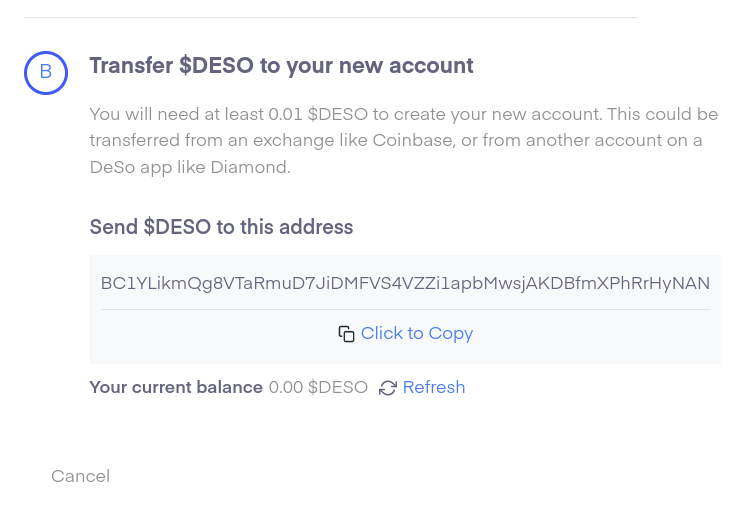 B
Transfer $DESO to your new account
You will need at least 0.01 $DESO to create your new account. This could be
transferred from an exchange like Coinbase, or from another account on a
DeSo app like Diamond.
Send $DESO to this address
BC1YLikmQg8VTaRmuD7JiDMFVS4VZZi1apbMwsjAKDBfmXPhRrHyNAN
Click to Copy
Your current balance 0.00 $DESO Refresh
Cancel